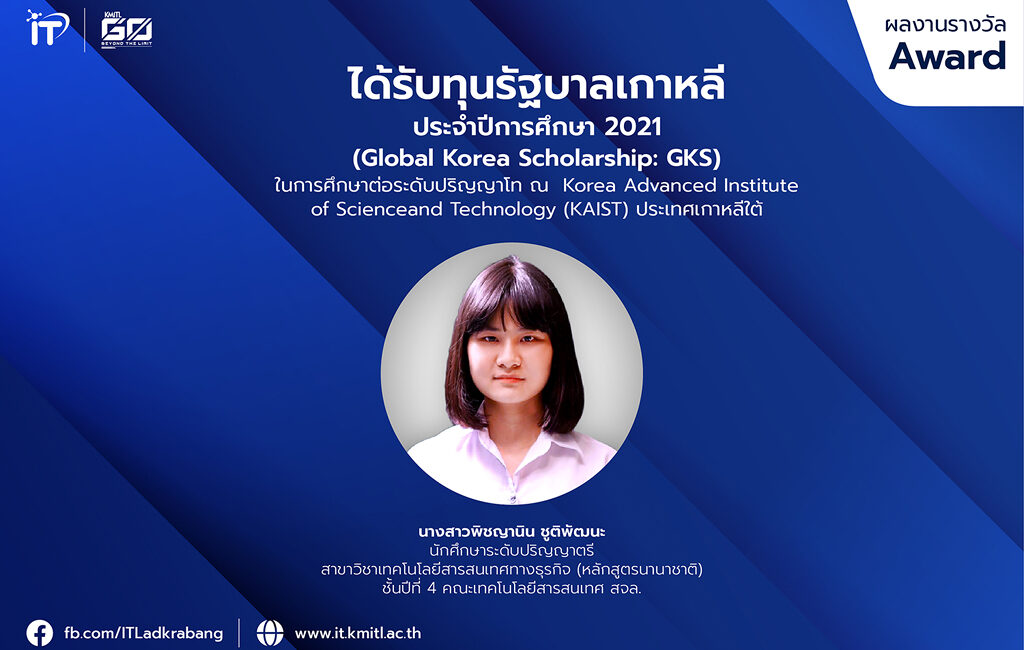 IT
KMITL
GO
BEYOND THE LIMIT
ผลงานรางวัล
Award
ได้รับทุนรัฐบาลเกาหลี
ประจำปีการศึกษา 2021
(Global Korea Scholarship: GKS)
ในการศึกษาต่อระดับปริญญาโท ณ Korea Advanced Institute
of Scienceand Technology (KAIST) ประเทศเกาหลีใต้
นางสาวพิชญานิน ชูติพัฒนะ
นักศึกษาระดับปริญญาตรี
สาขาวิชาเทคโนโลยีสารสนเทศทางธุรกิจ (หลักสูตรนานาชาติ)
ชั้นปีที่ 4 คณะเทคโนโลยีสารสนเทศ สจล.
fb.com/ITLadkrabang
www.it.kmitl.ac.th